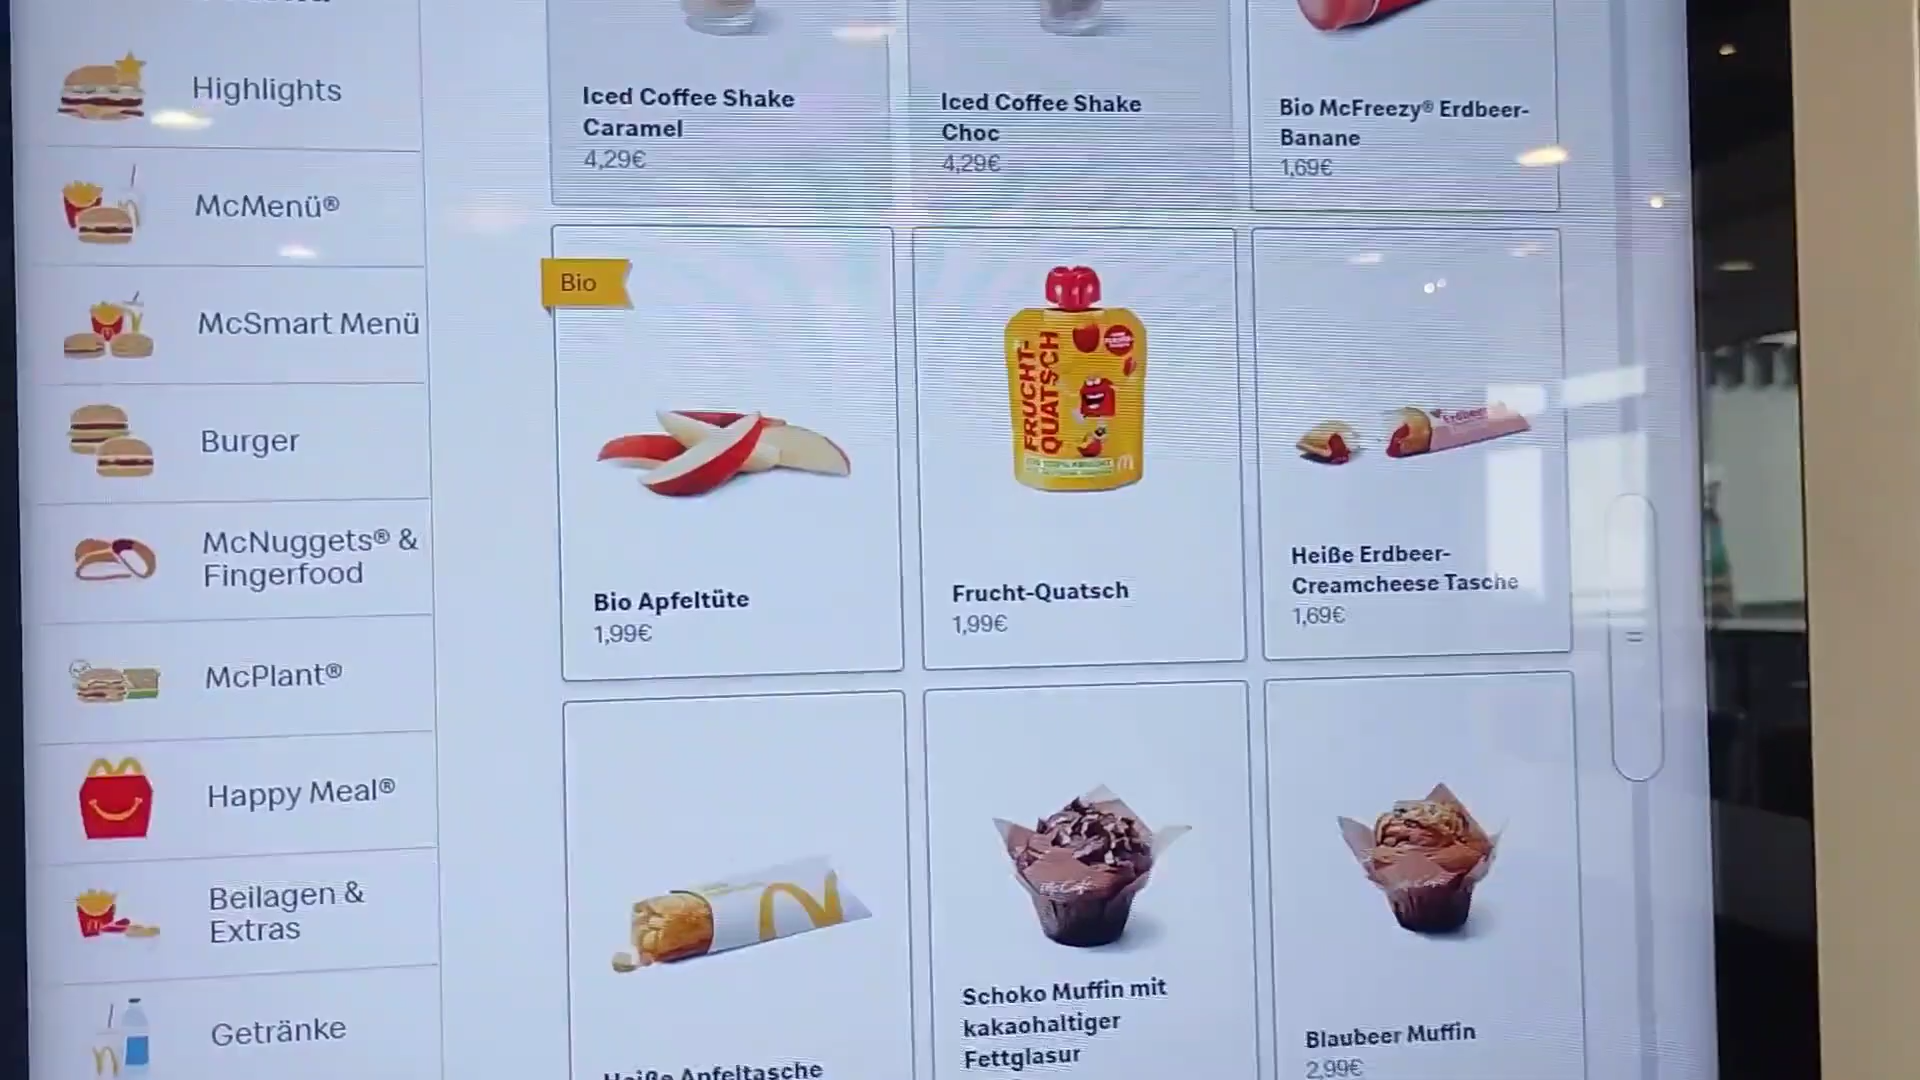 Highlights
McMenü®
McSmart Menü
Burger
McNuggets® &
Fingerfood
McPlant®
Happy Meal®
Beilagen &
Extras
Getränke
Iced Coffee Shake
Caramel
4,29€
Iced Coffee Shake
Choc
4,29€
Bio McFreezy® Erdbeer-
Banane
1,69€
Bio
Bio Apfeltüte
1,99€
FRUCHT-
QUATSCH
Frucht-Quatsch
1,99€
Erdbeer
Heiße Erdbeer-
Creamcheese Tasche
1,69€
Heiße Apfeltasche
McCafé
Schoko Muffin mit
kakaohaltiger
Fettglasur
McCafé
Blaubeer Muffin
2,99€